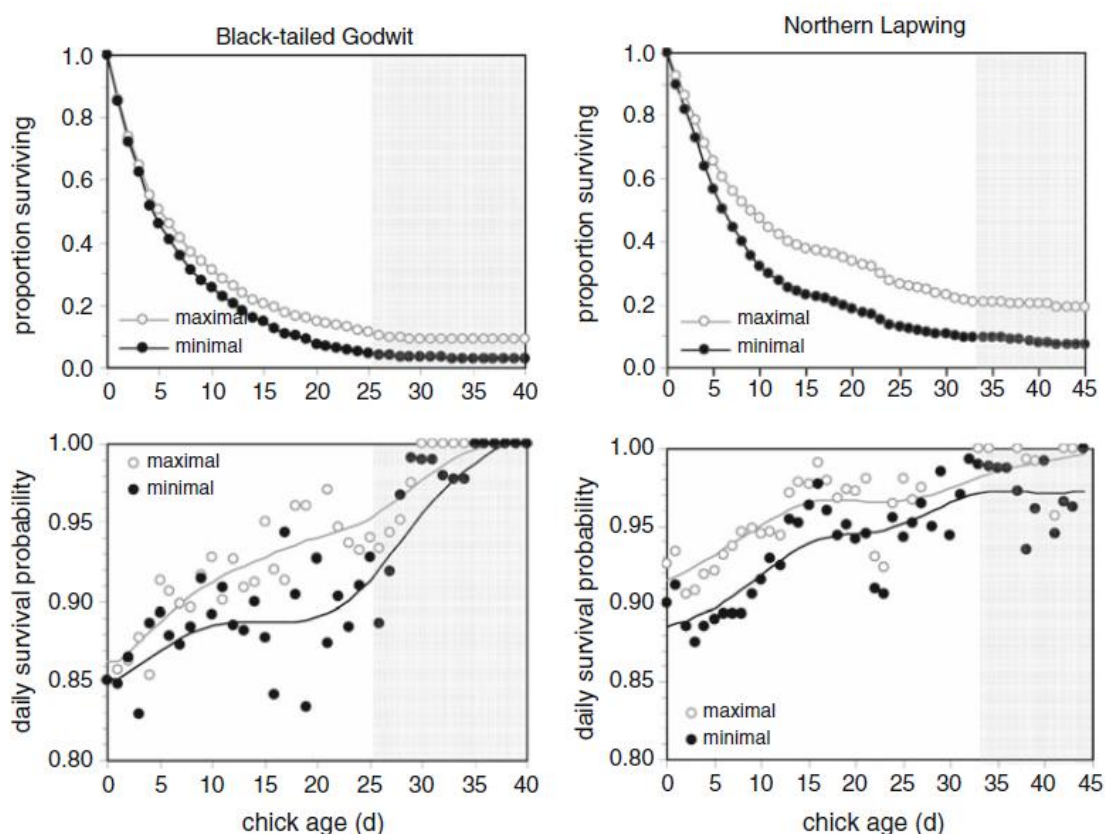 Black-tailed Godwit
proportion surviving
1.0
0.8
0.6
0.4
0.2
0.0
maximal
minimal
0 5 10 15 20 25 30 35 40
Northern Lapwing
proportion surviving
1.0
0.8
0.6
0.4
0.2
0.0
maximal
minimal
0 5 10 15 20 25 30 35 40 45
daily survival probability
1.00
0.95
0.90
0.85
0.80
maximal
minimal
0 5 10 15 20 25 30 35 40
chick age (d)
daily survival probability
1.00
0.95
0.90
0.85
0.80
maximal
minimal
0 5 10 15 20 25 30 35 40 45
chick age (d)